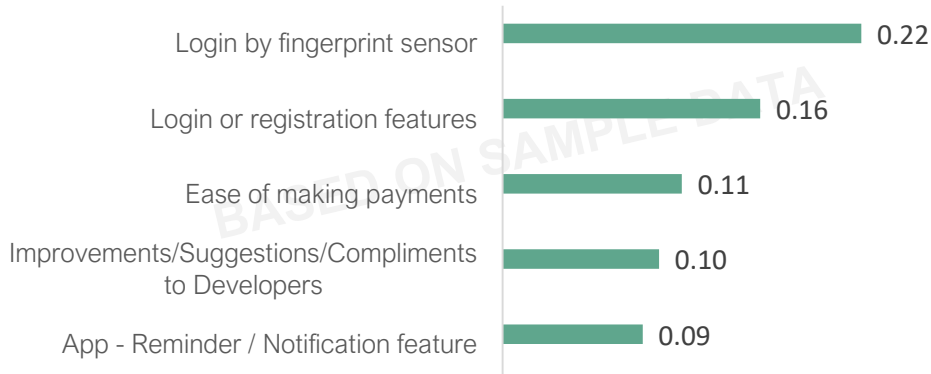 Login by fingerprint sensor
0.22
Login or registration features
0.16
Ease of making payments
0.11
Improvements/Suggestions/Compliments
to Developers
0.10
App - Reminder / Notification feature
0.09
BASED ON SAMPLE DATA